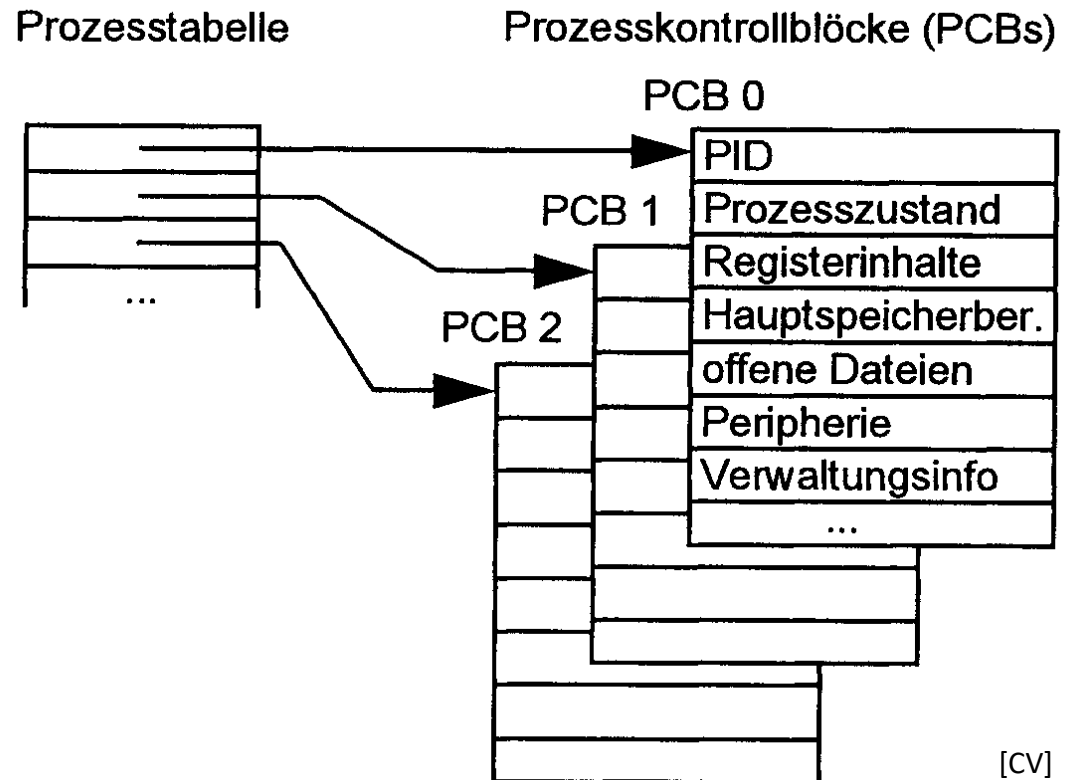 Prozesstabelle
Prozesskontrollblöcke (PCBs)
PCB 0
PID
Prozesszustand
PCB 1
Registerinhalte
Hauptspeicherber.
PCB 2
offene Dateien
Peripherie
Verwaltungsinfo
...
...
[CV]